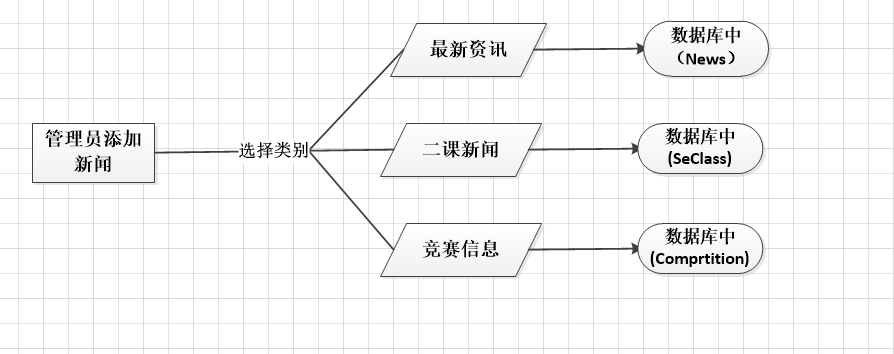 管理员添加
新闻
选择类别
最新资讯
数据库中
（News）
二课新闻
数据库中
(SeClass)
竞赛信息
数据库中
(Comprtition)